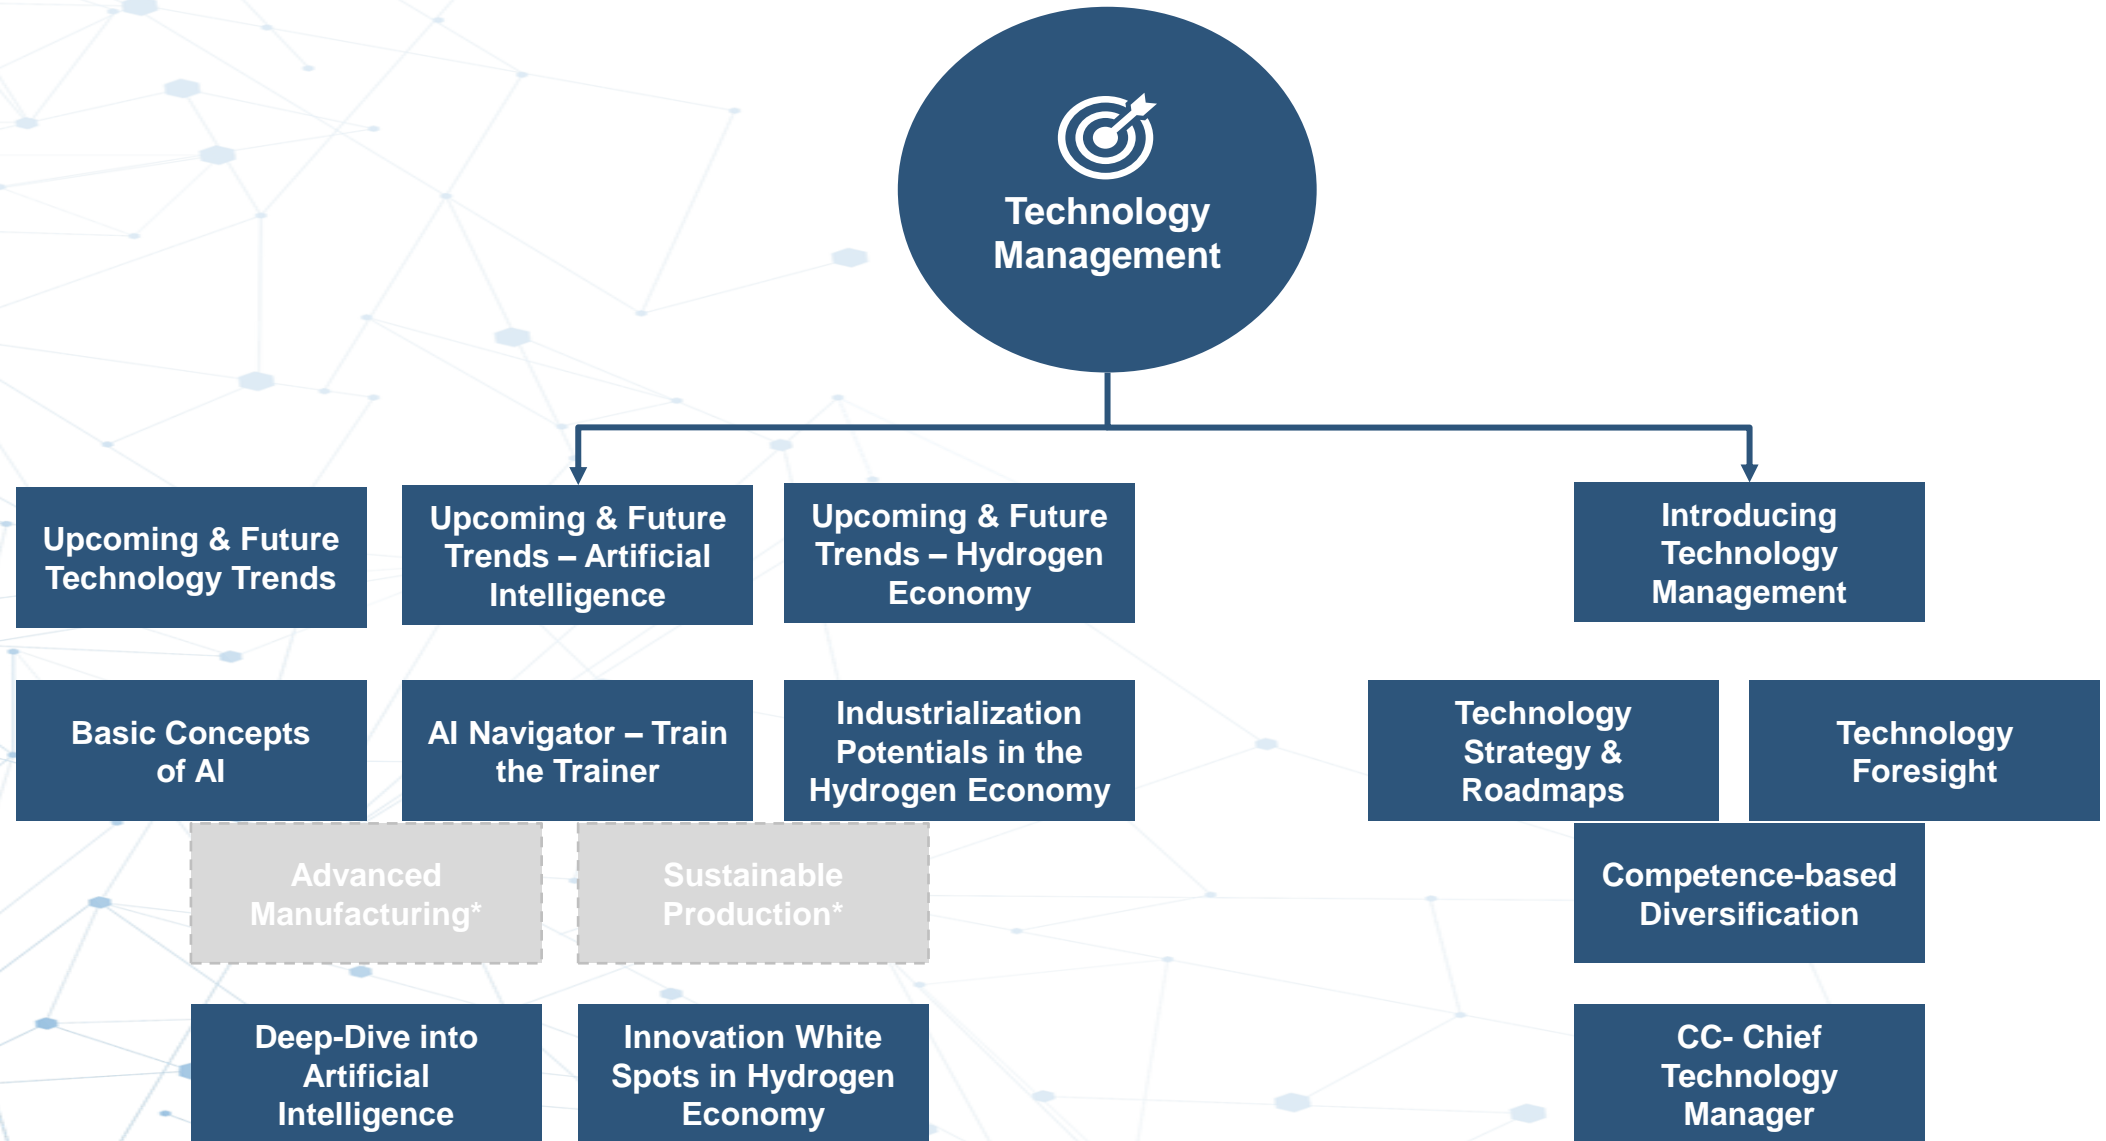 Technology
Management
Upcoming & Future
Technology Trends
Upcoming & Future
Trends – Artificial
Intelligence
Upcoming & Future
Trends – Hydrogen
Economy
Introducing
Technology
Management
Basic Concepts
of AI
AI Navigator – Train
the Trainer
Industrialization
Potentials in the
Hydrogen Economy
Technology
Strategy &
Roadmaps
Technology
Foresight
Advanced
Manufacturing*
Sustainable
Production*
Competence-based
Diversification
Deep-Dive into
Artificial
Intelligence
Innovation White
Spots in Hydrogen
Economy
CC- Chief
Technology
Manager